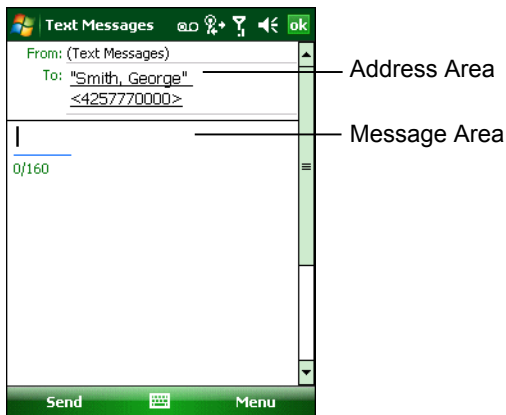 Text Messages ok
From: (Text Messages)
To: "Smith, George"
<4257770000>
Address Area
Message Area
0/160
Send Menu